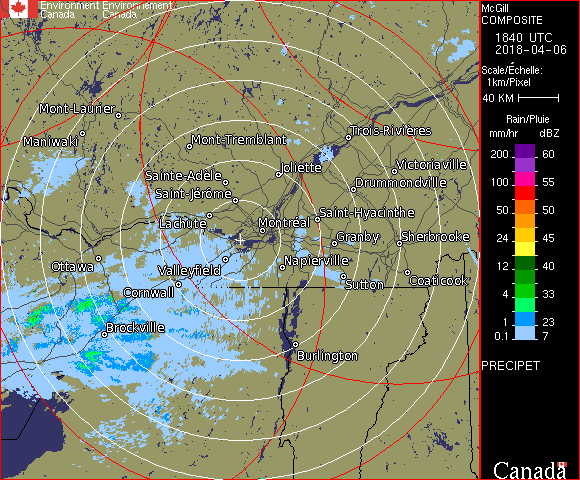 Environment Environnement
Canada Canada
McGill
COMPOSITE
1840 UTC
2018-04-06
Scale/Échelle:
1km/Pixel
40 KM
Rain/Pluie
mm/hr dBZ
200 60
55
100 55
50 50
24 45
12 40
4 33
1 23
0.1 7
PRECIPET
Canada
Mont-Laurier
Maniwaki
Mont-Tremblant
Trois-Rivières
Joliette
Victoriaville
Sainte-Adèle
Drummondville
Saint-Jérôme
Saint-Hyacinthe
Lachute
Montréal
Granby
Sherbrooke
Ottawa
Valleyfield
Napierville
Sutton
Coaticook
Cornwall
Brockville
Burlington